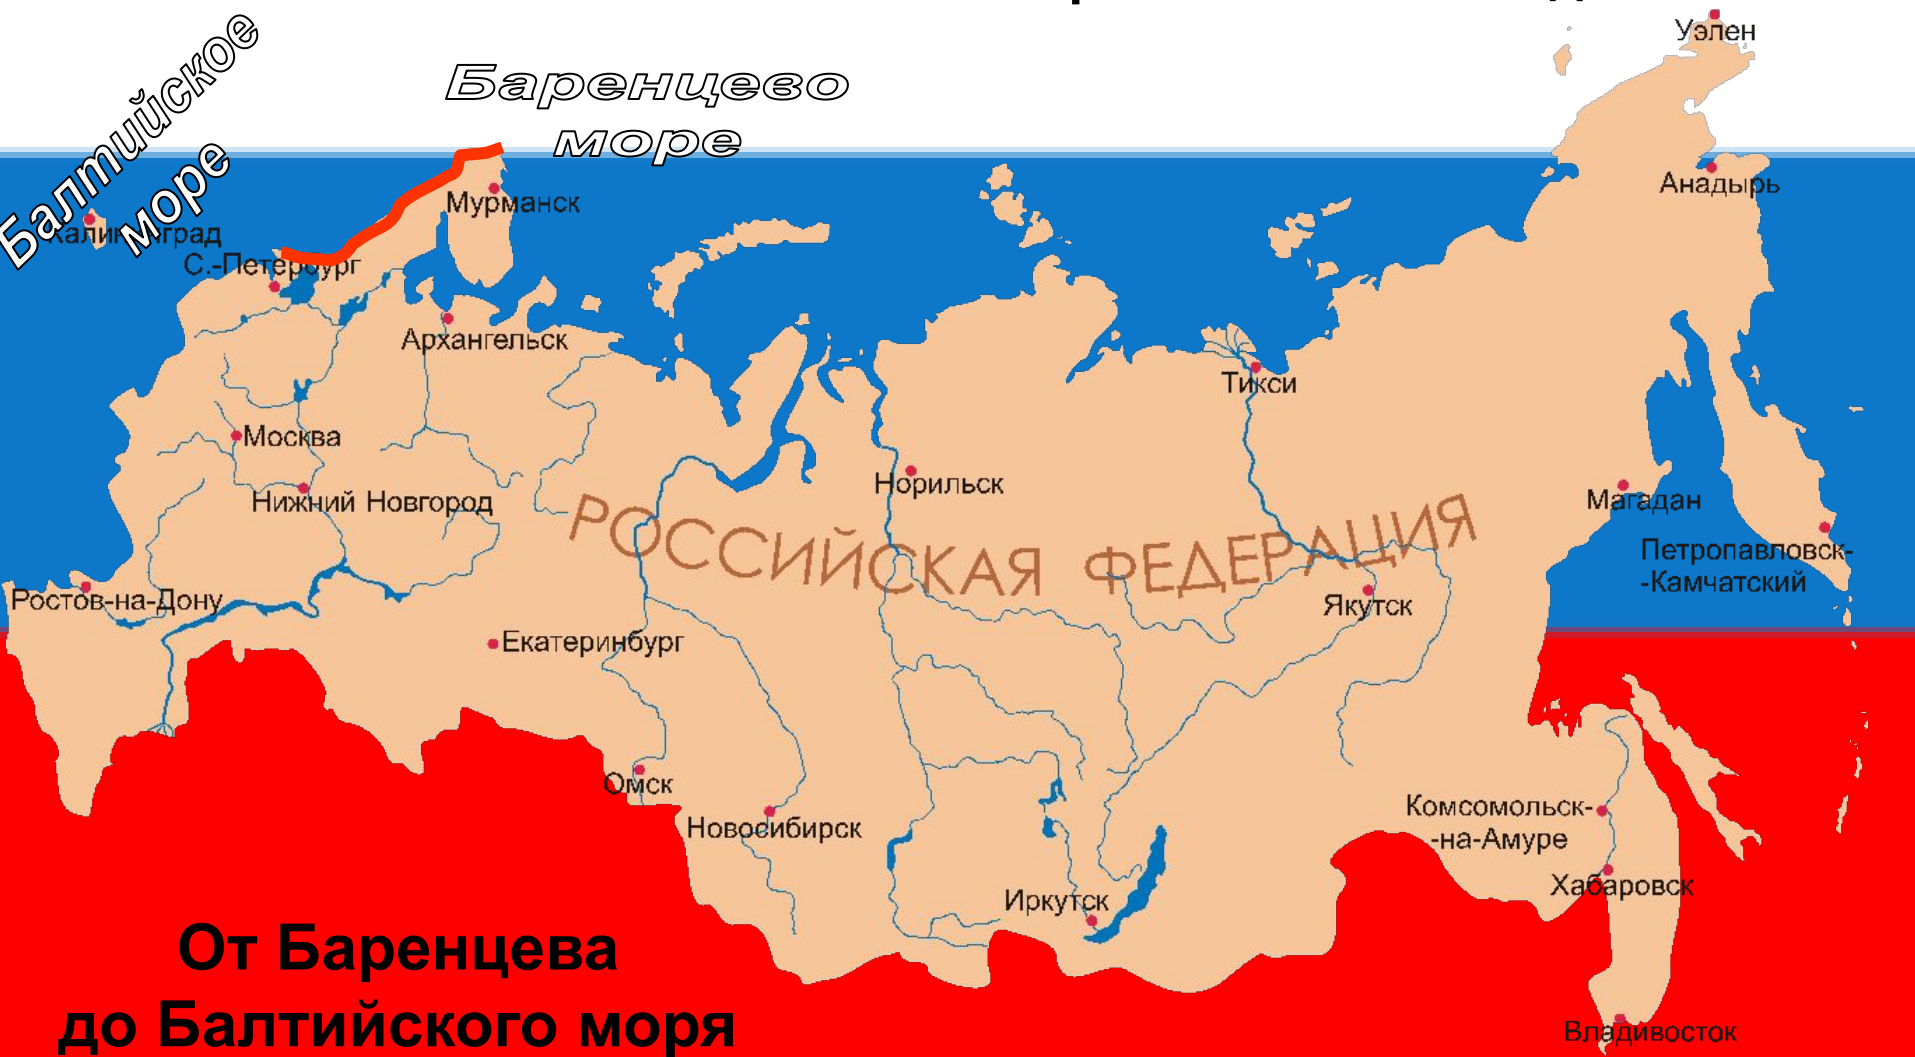 Уэлен
Балтийское
море
Баренцево
море
Анадырь
Мурманск
Калининград
С.-Петербург
Архангельск
Тикси
Москва
Норильск
Нижний Новгород
Магадан
РОССИЙСКАЯ ФЕДЕРАЦИЯ
Петропавловск-
-Камчатский
Ростов-на-Дону
Якутск
Екатеринбург
Омск
Новосибирск
Комсомольск-
-на-Амуре
Хабаровск
Иркутск
От Баренцева
до Балтийского моря
Владивосток